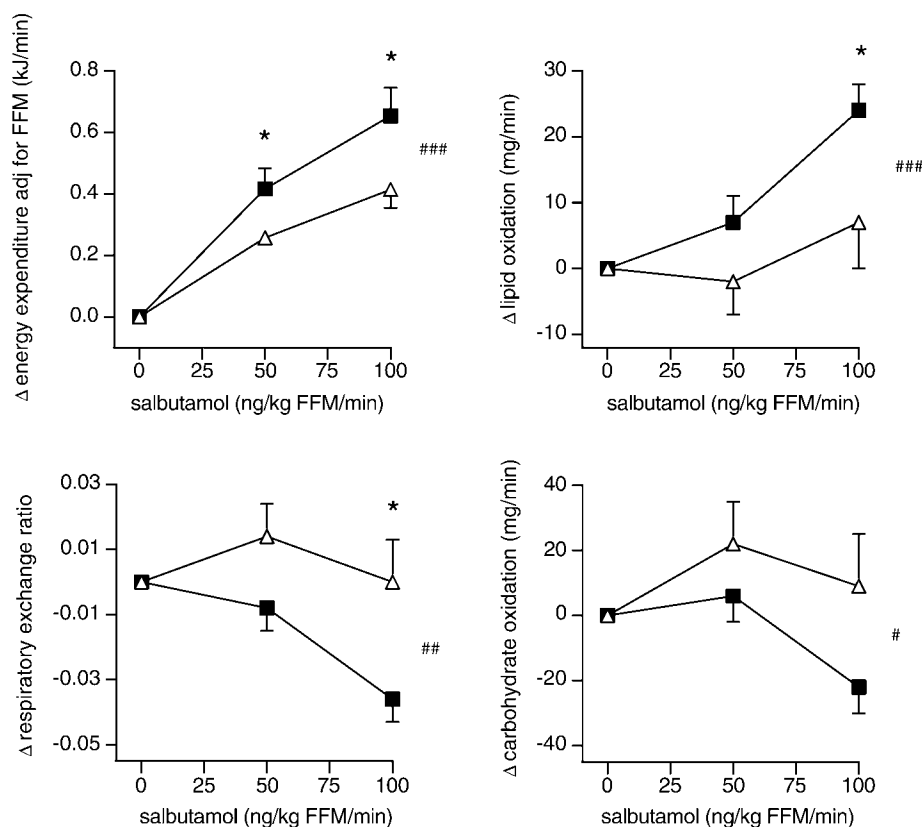 Δ energy expenditure adj for FFM (kJ/min)
0.8
0.6
0.4
0.2
0.0
*
*
###
0 25 50 75 100
salbutamol (ng/kg FFM/min)
Δ lipid oxidation (mg/min)
30
20
10
0
-10
*
###
0 25 50 75 100
salbutamol (ng/kg FFM/min)
Δ respiratory exchange ratio
0.03
0.01
-0.01
-0.03
-0.05
*
##
0 25 50 75 100
salbutamol (ng/kg FFM/min)
Δ carbohydrate oxidation (mg/min)
40
20
0
-20
-40
#
0 25 50 75 100
salbutamol (ng/kg FFM/min)